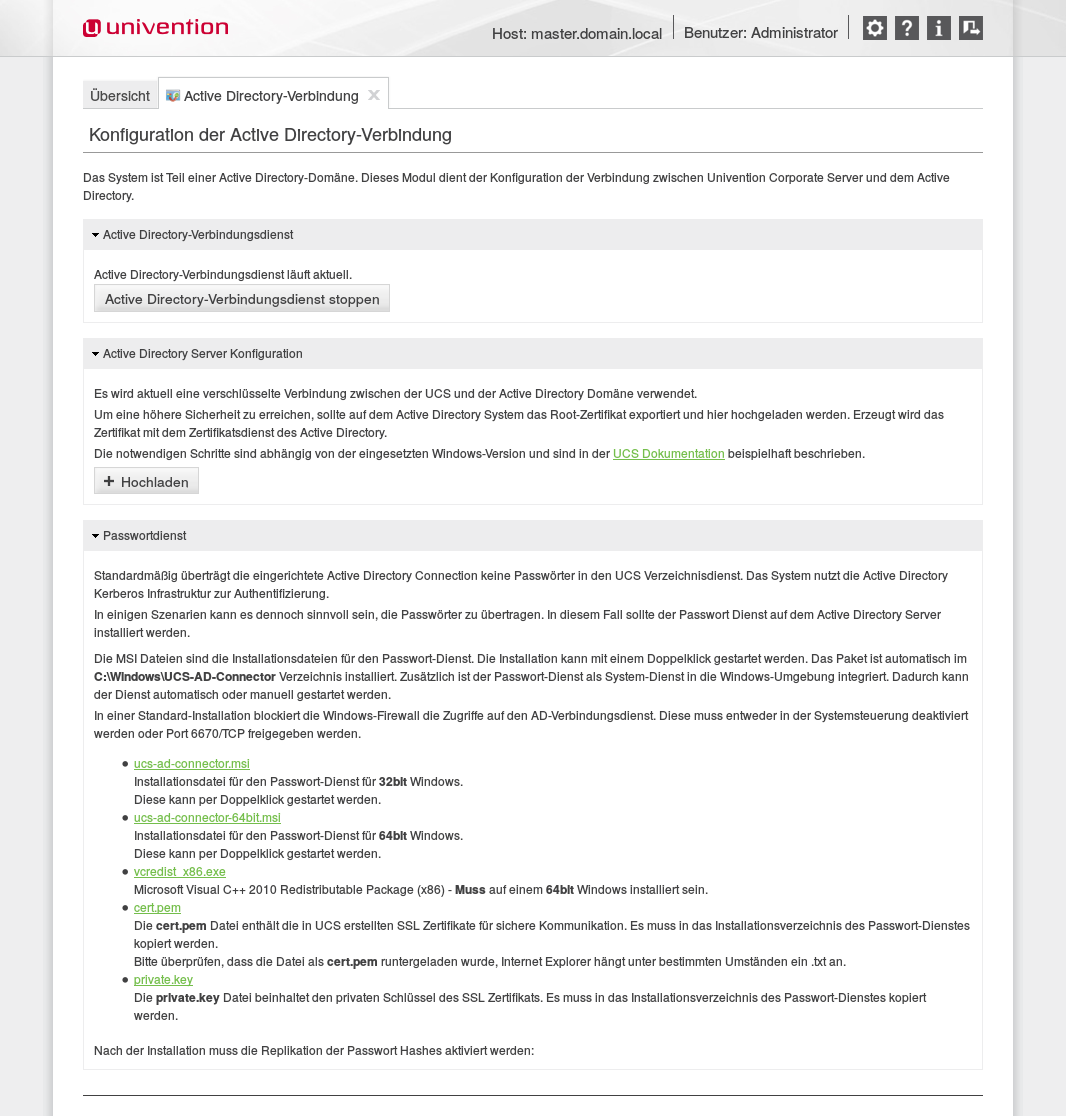 univention
Host: master.domain.local
Benutzer: Administrator
Übersicht
Active Directory-Verbindung
Konfiguration der Active Directory-Verbindung
Das System ist Teil einer Active Directory-Domäne. Dieses Modul dient der Konfiguration der Verbindung zwischen Univention Corporate Server und dem Active
Directory.
Active Directory-Verbindungsdienst
Active Directory-Verbindungsdienst läuft aktuell.
Active Directory-Verbindungsdienst stoppen
Active Directory Server Konfiguration
Es wird aktuell eine verschlüsselte Verbindung zwischen der UCS und der Active Directory Domäne verwendet.
Um eine höhere Sicherheit zu erreichen, sollte auf dem Active Directory System das Root-Zertifikat exportiert und hier hochgeladen werden. Erzeugt wird das
Zertifikat mit dem Zertifikatsdienst des Active Directory.
Die notwendigen Schritte sind abhängig von der eingesetzten Windows-Version und sind in der UCS Dokumentation beispielhaft beschrieben.
+ Hochladen
Passwortdienst
Standardmäßig überträgt die eingerichtete Active Directory Connection keine Passwörter in den UCS Verzeichnisdienst. Das System nutzt die Active Directory
Kerberos Infrastruktur zur Authentifizierung.
In einigen Szenarien kann es dennoch sinnvoll sein, die Passwörter zu übertragen. In diesem Fall sollte der Passwort Dienst auf dem Active Directory Server
installiert werden.
Die MSI Dateien sind die Installationsdateien für den Passwort-Dienst. Die Installation kann mit einem Doppelklick gestartet werden. Das Paket ist automatisch im
C:\Windows\UCS-AD-Connector Verzeichnis installiert. Zusätzlich ist der Passwort-Dienst als System-Dienst in die Windows-Umgebung integriert. Dadurch kann
der Dienst automatisch oder manuell gestartet werden.
In einer Standard-Installation blockiert die Windows-Firewall die Zugriffe auf den AD-Verbindungsdienst. Diese muss entweder in der Systemsteuerung deaktiviert
werden oder Port 6670/TCP freigegeben werden.
• ucs-ad-connector.msi
Installationsdatei für den Passwort-Dienst für 32bit Windows.
Diese kann per Doppelklick gestartet werden.
• ucs-ad-connector-64bit.msi
Installationsdatei für den Passwort-Dienst für 64bit Windows.
Diese kann per Doppelklick gestartet werden.
• vcredist_x86.exe
Microsoft Visual C++ 2010 Redistributable Package (x86) - Muss auf einem 64bit Windows installiert sein.
• cert.pem
Die cert.pem Datei enthält die in UCS erstellten SSL Zertifikate für sichere Kommunikation. Es muss in das Installationsverzeichnis des Passwort-Dienstes
kopiert werden.
Bitte überprüfen, dass die Datei als cert.pem runtergeladen wurde, Internet Explorer hängt unter bestimmten Umständen ein .txt an.
• private.key
Die private.key Datei beinhaltet den privaten Schlüssel des SSL Zertifikats. Es muss in das Installationsverzeichnis des Passwort-Dienstes kopiert
werden.
Nach der Installation muss die Replikation der Passwort Hashes aktiviert werden: